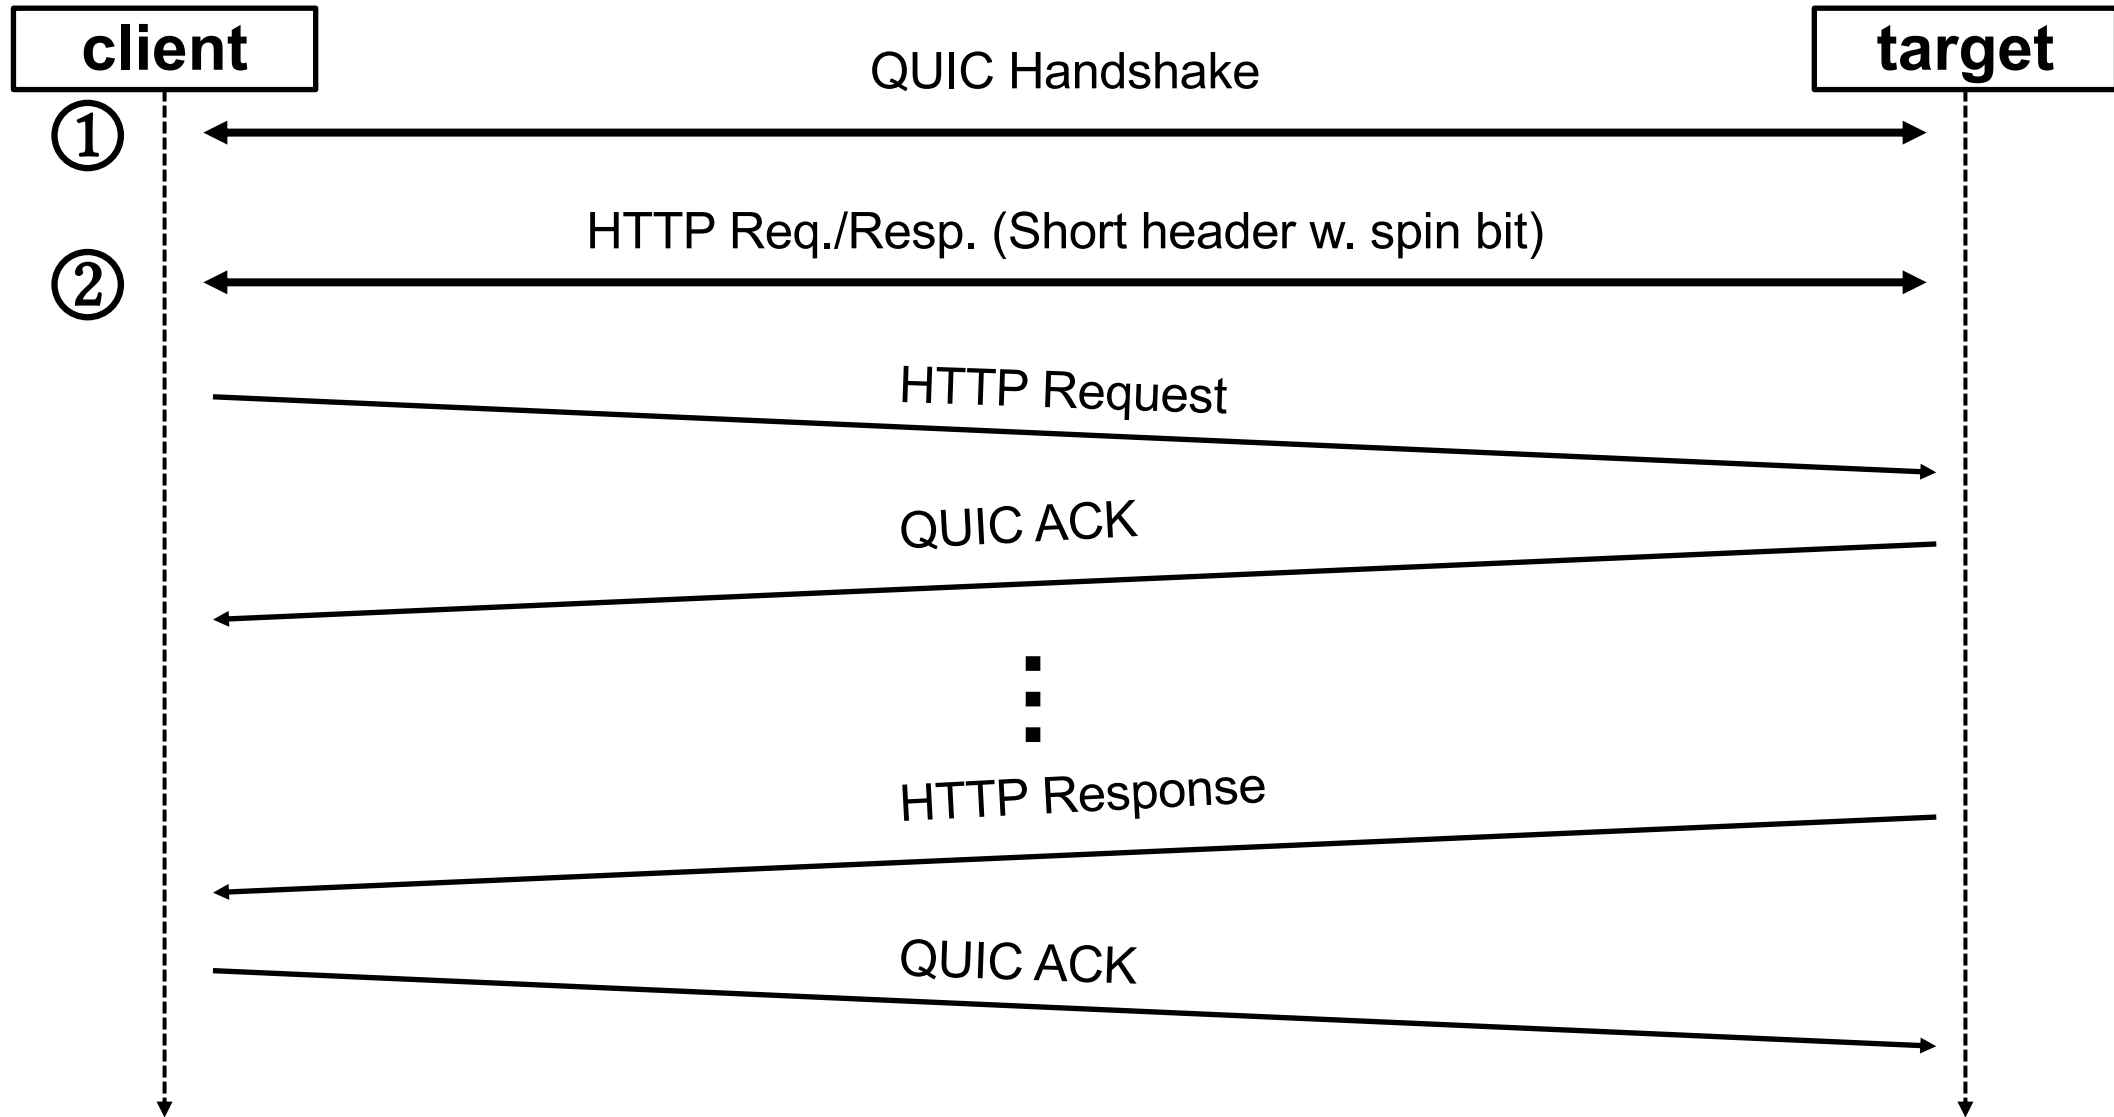 client
target
QUIC Handshake
①
HTTP Req./Resp. (Short header w. spin bit)
②
HTTP Request
QUIC ACK
HTTP Response
QUIC ACK